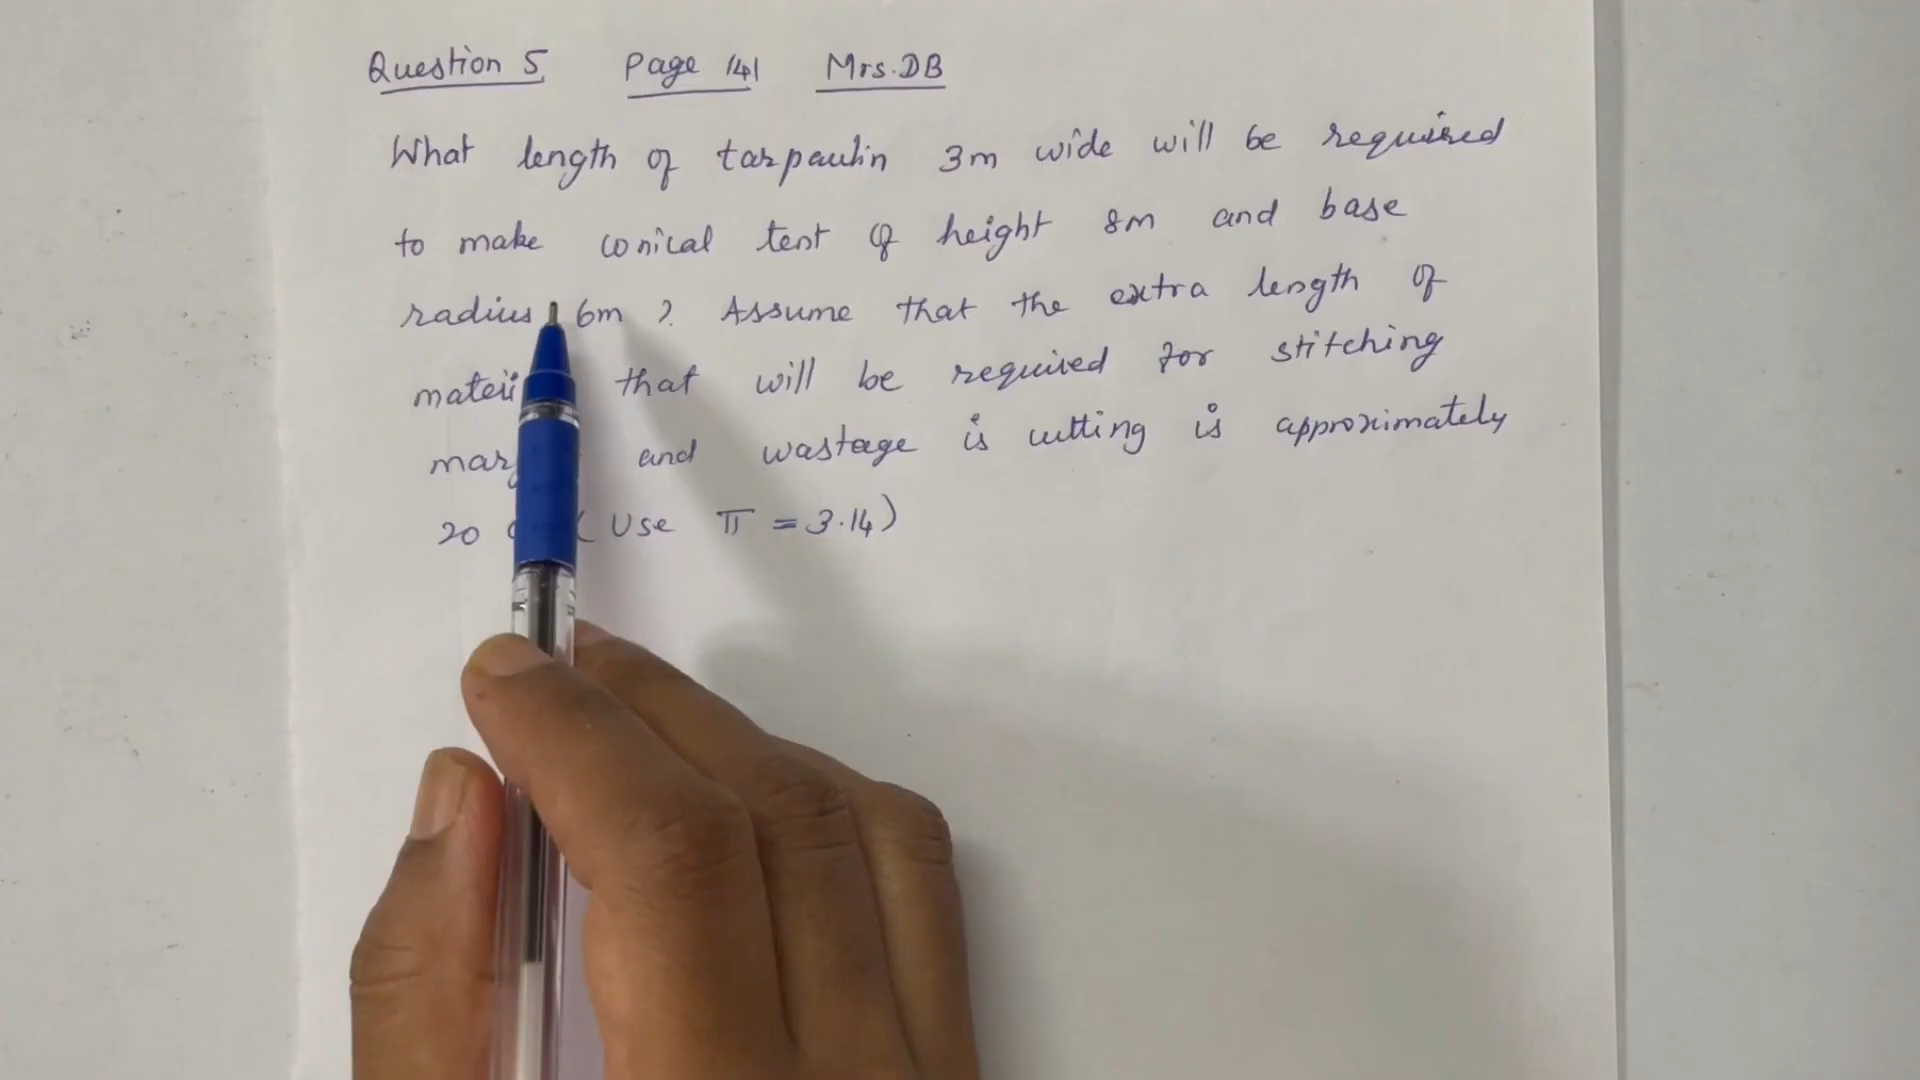 Question 5 Page 141 Mrs.DB
What length of tarpaulin 3m wide will be required
to make conical tent of height 8m and base
radius 6m ? Assume that the extra length of
that will be required for stitching
and wastage is cutting is approximately
20 (Use π = 3.14)